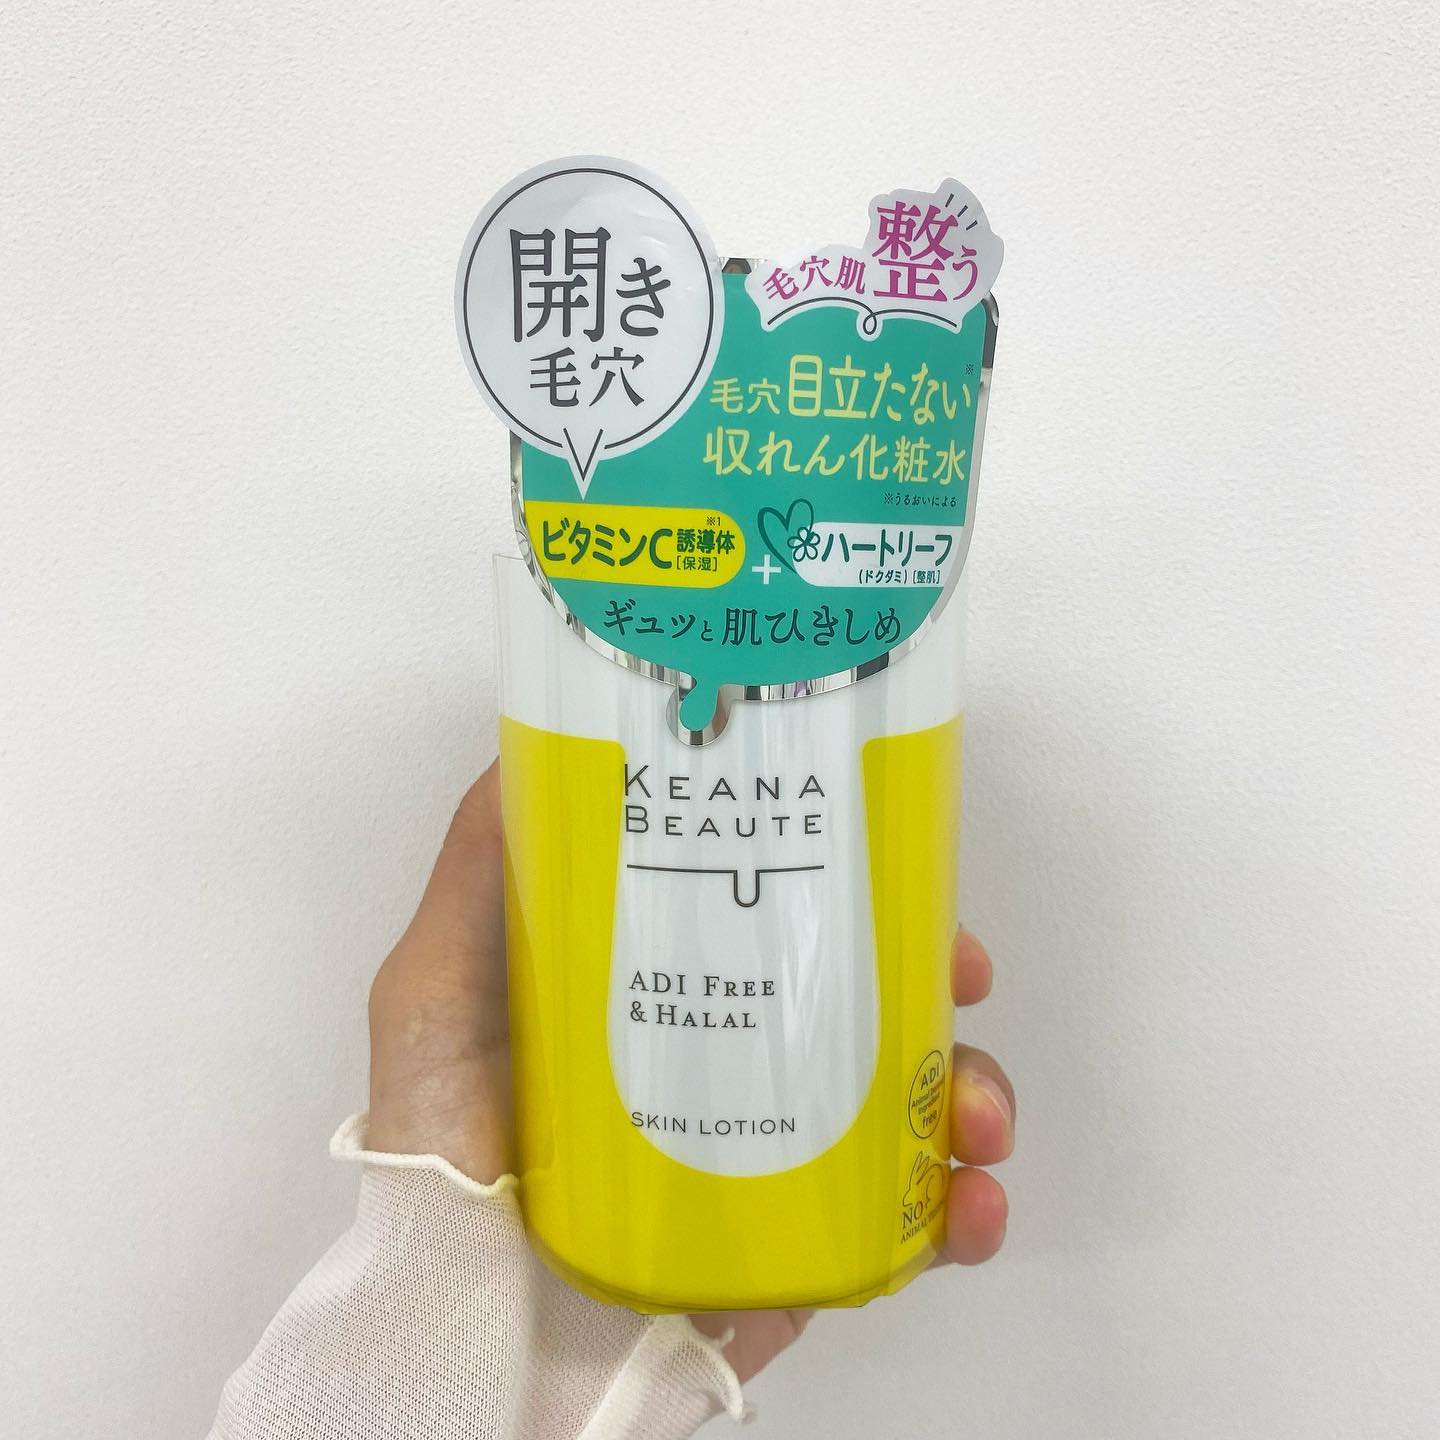 開き
毛穴
毛穴肌整う
毛穴目立たない※
収れん化粧水
※うるおいによる
ビタミンC誘導体※1
[保湿]
+
ハートリーフ
(ドクダミ)[整肌]
ギュッと肌ひきしめ
KEANA
BEAUTE
ADI FREE
& HALAL
SKIN LOTION
ADI
Animal
Ingredient
free
NO
ANIMAL